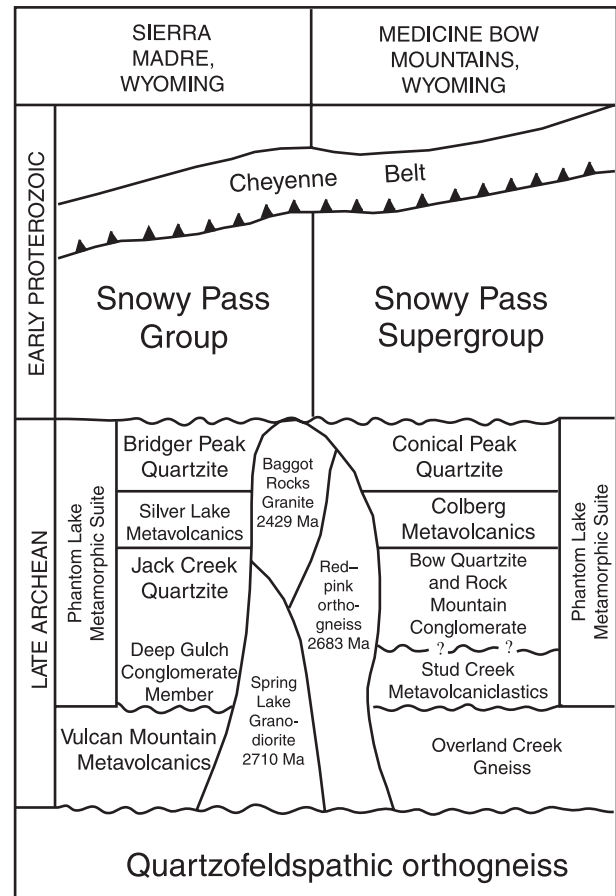 SIERRA
MADRE,
WYOMING
MEDICINE BOW
MOUNTAINS,
WYOMING
EARLY PROTEROZOIC
Cheyenne Belt
Snowy Pass
Group
Snowy Pass
Supergroup
LATE ARCHEAN
Phantom Lake
Metamorphic Suite
Bridger Peak
Quartzite
Silver Lake
Metavolcanics
Jack Creek
Quartzite
Deep Gulch
Conglomerate
Member
Vulcan Mountain
Metavolcanics
Baggot
Rocks
Granite
2429 Ma
Spring
Lake
Grano-
diorite
2710 Ma
Red–
pink
ortho-
gneiss
2683 Ma
Conical Peak
Quartzite
Colberg
Metavolcanics
Bow Quartzite
and Rock
Mountain
Conglomerate
? ?
Stud Creek
Metavolcaniclastics
Overland Creek
Gneiss
Phantom Lake
Metamorphic Suite
Quartzofeldspathic orthogneiss